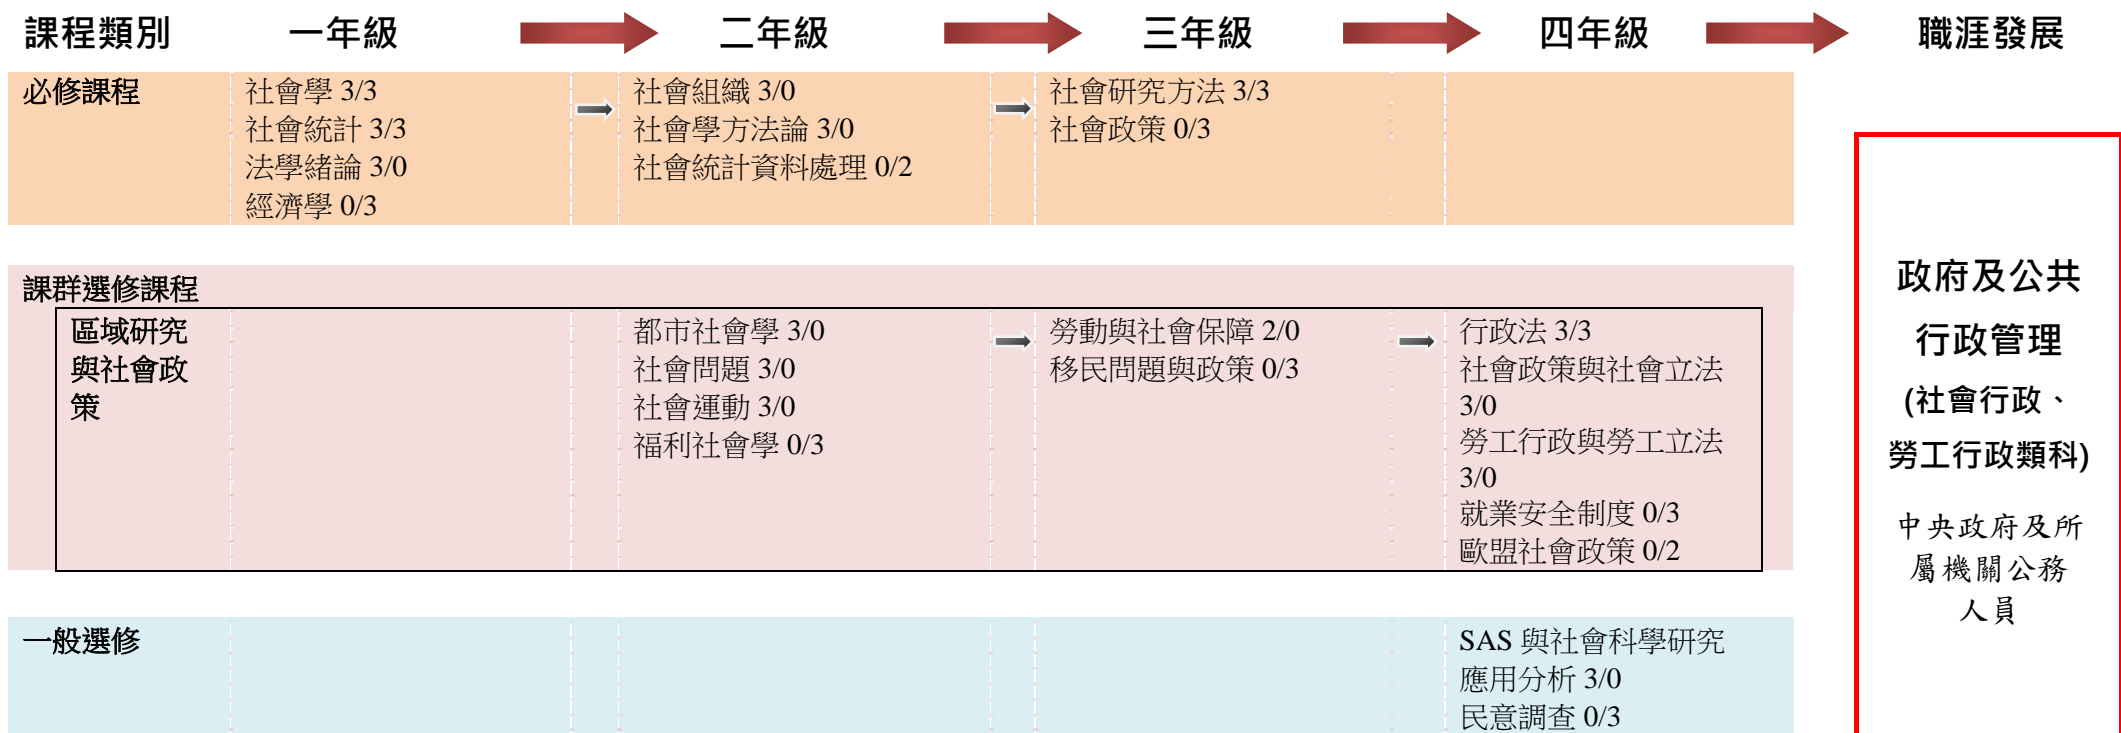 課程類別 一年級 二年級 三年級 四年級 職涯發展
必修課程
社會學 3/3
社會統計 3/3
法學緒論 3/0
經濟學 0/3
社會組織 3/0
社會學方法論 3/0
社會統計資料處理 0/2
社會研究方法 3/3
社會政策 0/3
課群選修課程
區域研究
與社會政
策
都市社會學 3/0
社會問題 3/0
社會運動 3/0
福利社會學 0/3
勞動與社會保障 2/0
移民問題與政策 0/3
行政法 3/3
社會政策與社會立法
3/0
勞工行政與勞工立法
3/0
就業安全制度 0/3
歐盟社會政策 0/2
一般選修
SAS 與社會科學研究
應用分析 3/0
民意調查 0/3
政府及公共
行政管理
(社會行政、
勞工行政類科)
中央政府及所
屬機關公務
人員